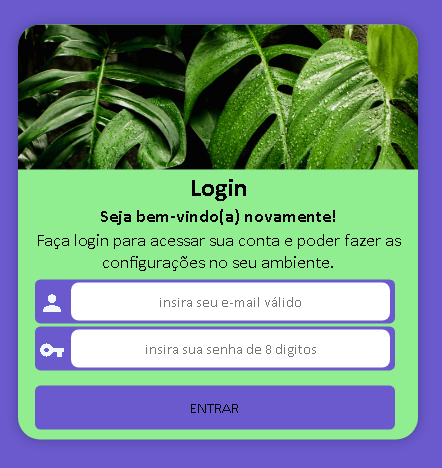 Login
Seja bem-vindo(a) novamente!
Faça login para acessar sua conta e poder fazer as
configurações no seu ambiente.
insira seu e-mail válido
insira sua senha de 8 digitos
ENTRAR